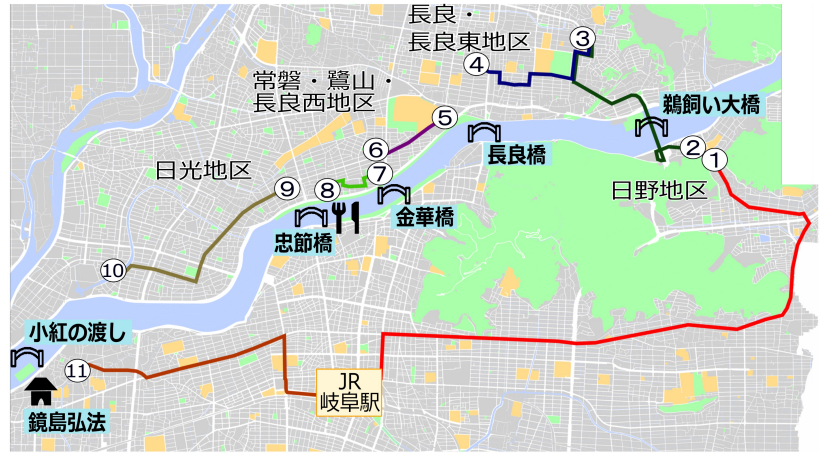 長良・
長良東地区
③
④
常磐・鷺山・
長良西地区
⑤
鵜飼い大橋
⑥
長良橋
②
①
日光地区
⑦
⑨
⑧
日野地区
金華橋
忠節橋
⑩
小紅の渡し
⑪
JR
岐阜駅
鏡島弘法